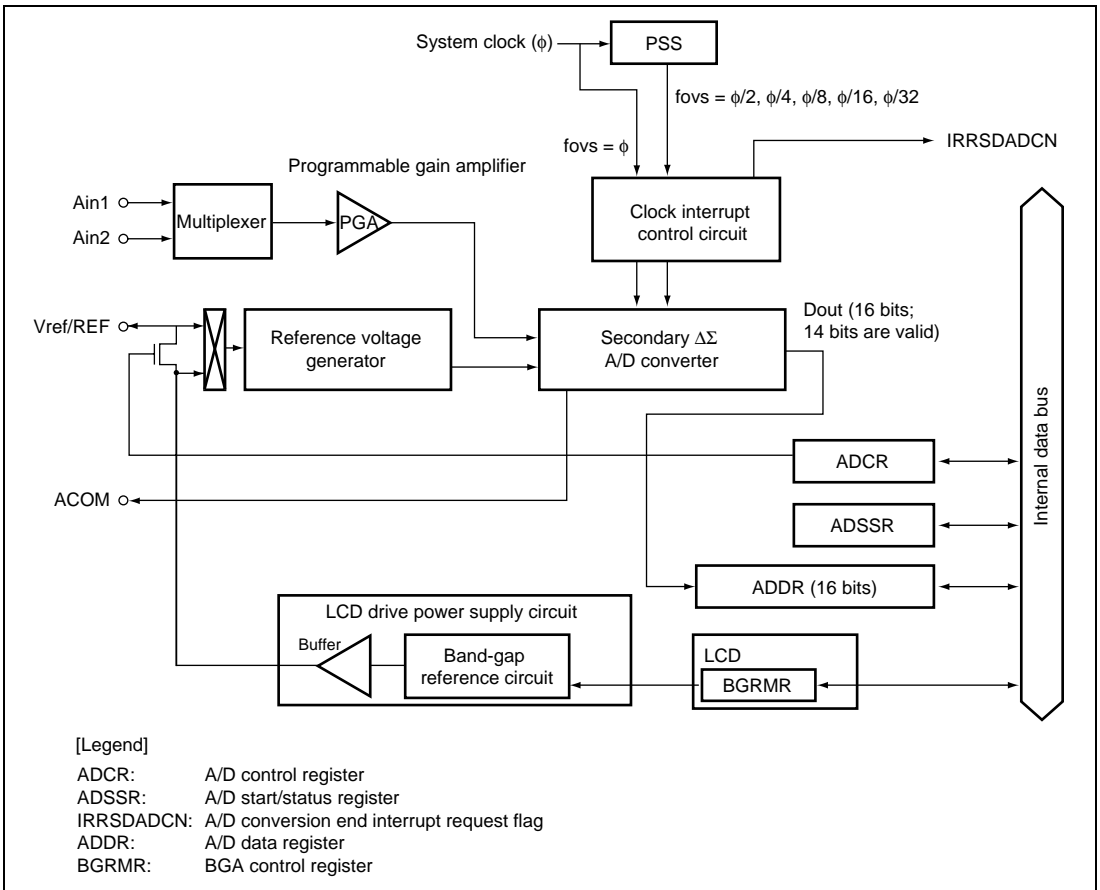 System clock (ϕ)
PSS
fovs = ϕ/2, ϕ/4, ϕ/8, ϕ/16, ϕ/32
fovs = ϕ
IRRSDADCN
Programmable gain amplifier
Ain1
Ain2
Multiplexer
PGA
Clock interrupt
control circuit
Vref/REF
Reference voltage
generator
Secondary ΔΣ
A/D converter
Dout (16 bits;
14 bits are valid)
Internal data bus
ADCR
ACOM
ADSSR
ADDR (16 bits)
LCD drive power supply circuit
Buffer
Band-gap
reference circuit
LCD
BGRMR
[Legend]
ADCR: A/D control register
ADSSR: A/D start/status register
IRRSDADCN: A/D conversion end interrupt request flag
ADDR: A/D data register
BGRMR: BGA control register